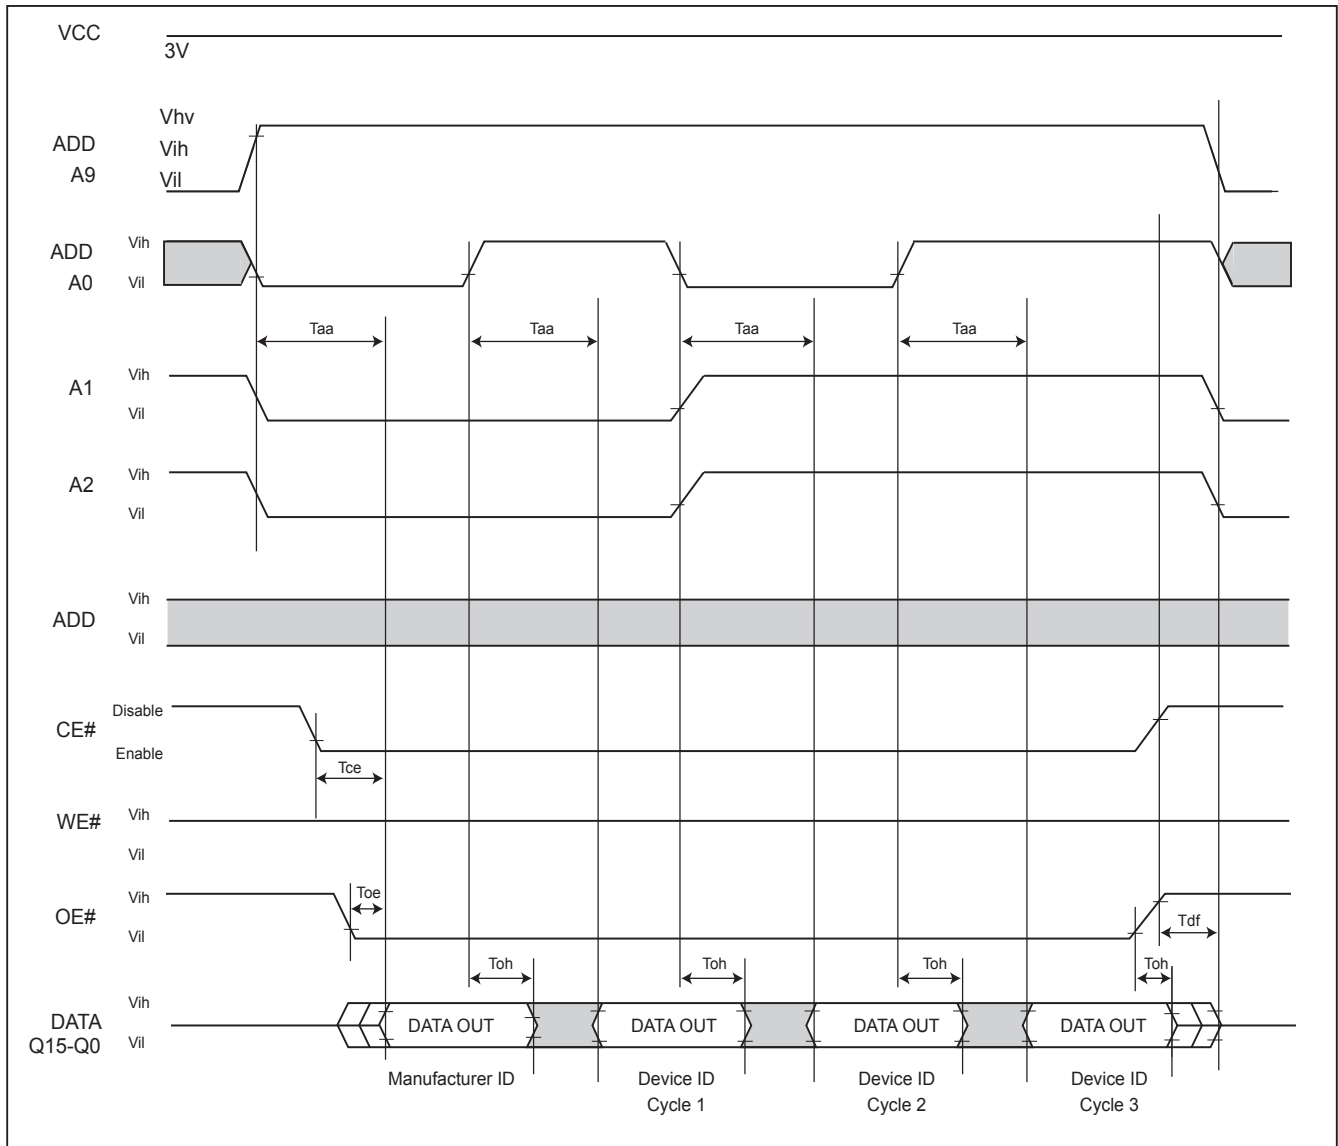 VCC
3V
Vhv
ADD
Vih
A9
Vil
ADD
Vih
A0
Vil
Taa
Taa
Taa
Taa
A1
Vih
Vil
A2
Vih
Vil
ADD
Vih
Vil
CE#
Disable
Enable
Tce
WE#
Vih
Vil
OE#
Vih
Vil
Toe
Tdf
Toh
Toh
Toh
Toh
DATA
Q15-Q0
Vih
Vil
DATA OUT
DATA OUT
DATA OUT
DATA OUT
Manufacturer ID
Device ID
Cycle 1
Device ID
Cycle 2
Device ID
Cycle 3